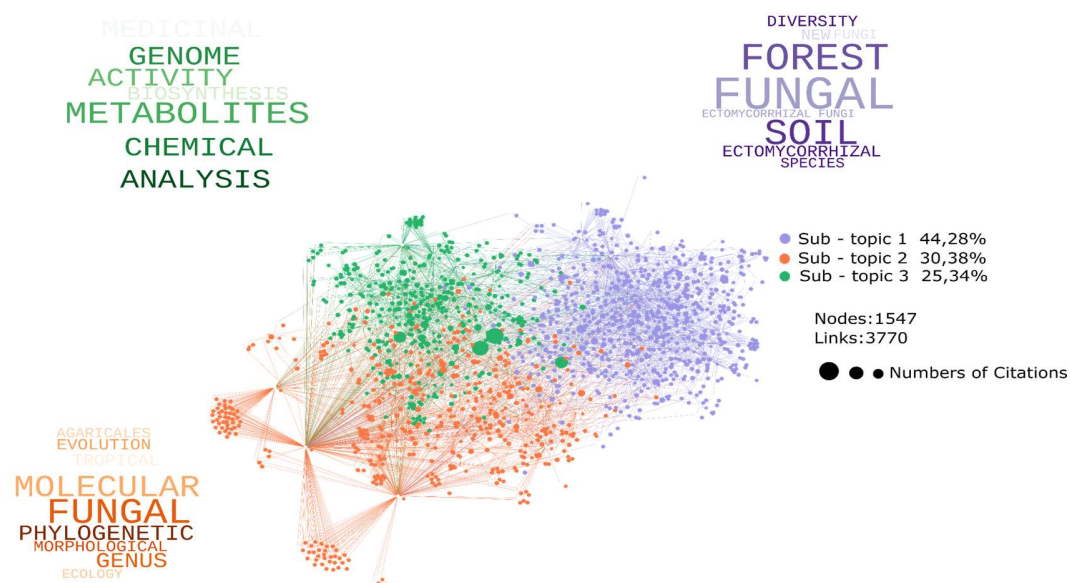 MEDICINAL
GENOME
ACTIVITY
BIOSYNTHESIS
METABOLITES
CHEMICAL
ANALYSIS
DIVERSITY
NEW FUNGI
FOREST
FUNGAL
ECTOMYCORRHIZAL FUNGI
SOIL
ECTOMYCORRHIZAL
SPECIES
Sub - topic 1 44,28%
Sub - topic 2 30,38%
Sub - topic 3 25,34%
Nodes:1547
Links:3770
Numbers of Citations
AGARICALES
EVOLUTION
TROPICAL
MOLECULAR
FUNGAL
PHYLOGENETIC
MORPHOLOGICAL
GENUS
ECOLOGY